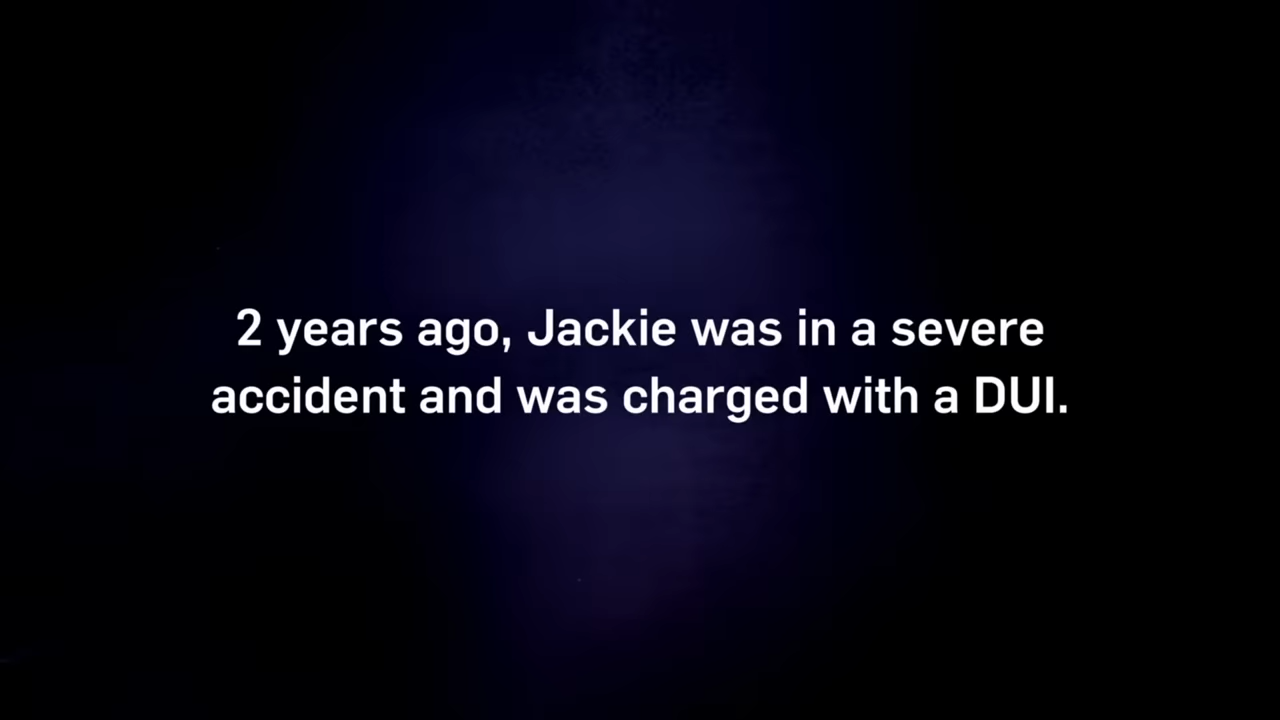 2 years ago, Jackie was in a severe
accident and was charged with a DUI.